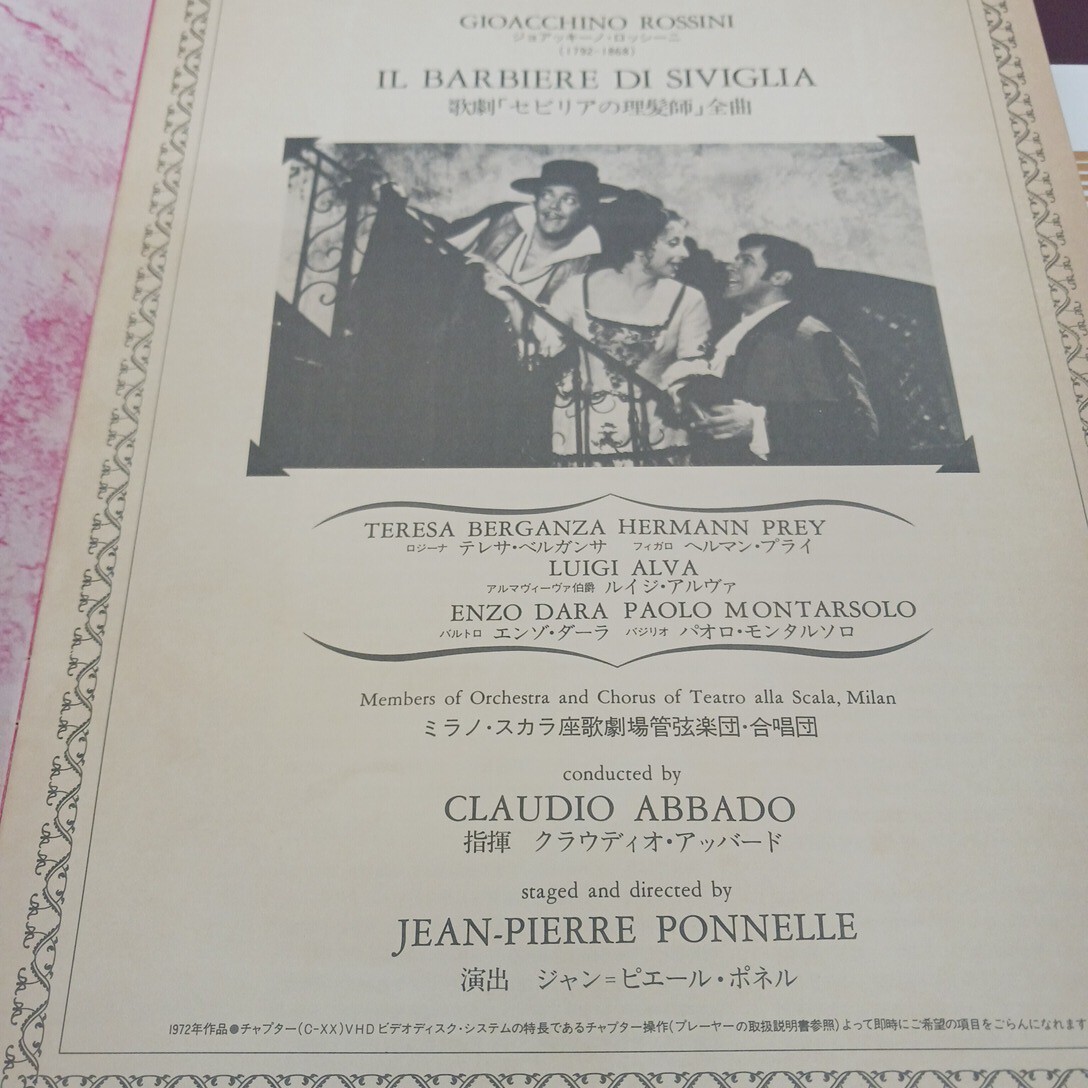 GIOACCHINO ROSSINI
ジョアッキーノ・ロッシーニ
(1792-1868)
IL BARBIERE DI SIVIGLIA
歌劇「セビリアの理髪師」全曲
TERESA BERGANZA HERMANN PREY
ロジーナ テレサ・ベルガンサ フィガロ ヘルマン・プライ
LUIGI ALVA
アルマヴィーヴァ伯爵 ルイジ・アルヴァ
ENZO DARA PAOLO MONTARSOLO
バルトロ エンゾ・ダーラ バジリオ パオロ・モンタルソロ
Members of Orchestra and Chorus of Teatro alla Scala, Milan
ミラノ・スカラ座歌劇場管弦楽団・合唱団
conducted by
CLAUDIO ABBADO
指揮 クラウディオ・アッバード
staged and directed by
JEAN-PIERRE PONNELLE
演出 ジャン=ピエール・ポネル
1972年作品●チャプター(C-XX)VHDビデオディスク・システムの特長であるチャプター操作(プレーヤーの取扱説明書参照)よって即時にご希望の項目をごらんになれます